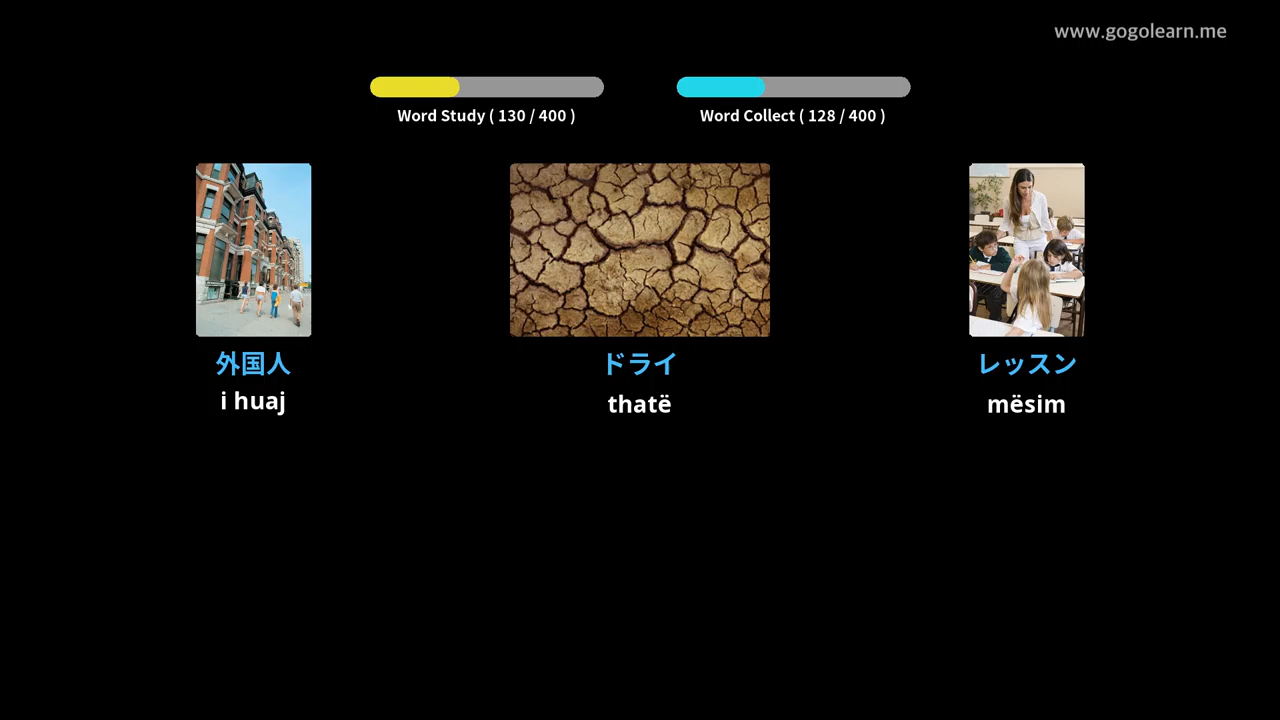 www.gogolearn.me
Word Study ( 130 / 400 )
Word Collect ( 128 / 400 )
外国人
i huaj
ドライ
thatë
レッスン
mësim